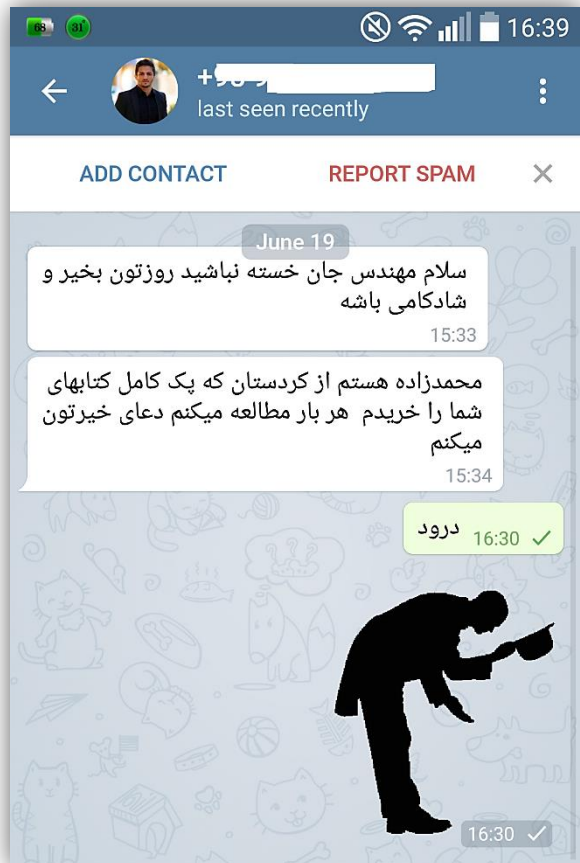 68
31°
16:39
last seen recently
ADD CONTACT
REPORT SPAM
June 19
سلام مهندس جان خسته نباشید روزتون بخیر و
شادکامی باشه
15:33
محمدزاده هستم از کردستان که پک کامل کتابهای
شما را خریدم هر بار مطالعه میکنم دعای خیرتون
میکنم
15:34
درود
16:30
16:30